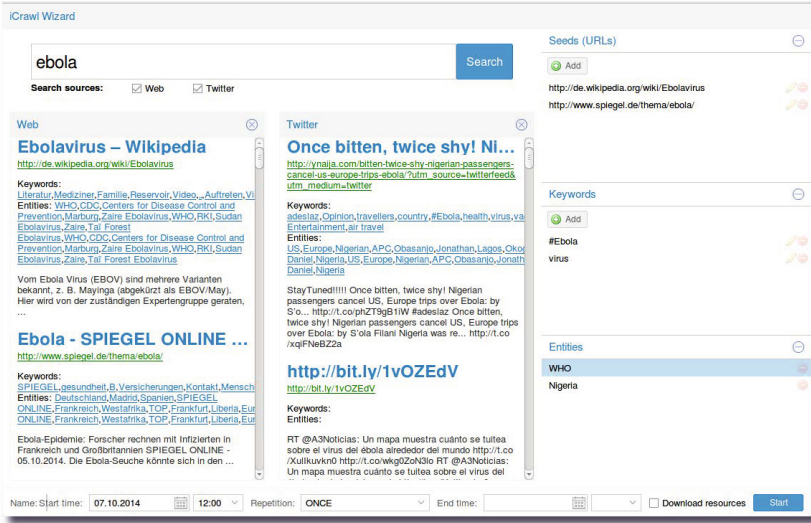 iCrawl Wizard
ebola
Search
Search sources:
Web
Twitter
Web
Ebolavirus – Wikipedia
http://de.wikipedia.org/wiki/Ebolavirus
Keywords:
Literatur,Mediziner,Familie,Reservoir,Video,_,Auftreten,Vi
Entities: WHO,CDC,Centers for Disease Control and
Prevention,Marburg,Zaire Ebolavirus,WHO,RKI,Sudan
Ebolavirus,Zaire,Taï Forest
Ebolavirus,WHO,CDC,Centers for Disease Control and
Prevention,Marburg,Zaire Ebolavirus,WHO,RKI,Sudan
Ebolavirus,Zaire,Taï Forest Ebolavirus
Vom Ebola Virus (EBOV) sind mehrere Varianten
bekannt, z. B. Mayinga (abgekürzt als EBOV/May).
Hier wird von der zuständigen Expertengruppe geraten,
...
Ebola - SPIEGEL ONLINE ...
http://www.spiegel.de/thema/ebola/
Keywords:
SPIEGEL,gesundheit,B,Versicherungen,Kontakt,Mensch
Entities: Deutschland,Madrid,Spanien,SPIEGEL
ONLINE,Frankreich,Westafrika,TOP,Frankfurt,Liberia,Eur
ONLINE,Frankreich,Westafrika,TOP,Frankfurt,Liberia,Eur
Ebola-Epidemie: Forscher rechnen mit Infizierten in
Frankreich und Großbritannien SPIEGEL ONLINE -
05.10.2014. Die Ebola-Seuche könnte sich in den ...
Twitter
Once bitten, twice shy! Ni...
http://ynaija.com/bitten-twice-shy-nigerian-passengers-
cancel-us-europe-trips-ebola/?utm_source=twitterfeed&
utm_medium=twitter
Keywords:
adeslaz,Opinion,travellers,country,#Ebola,health,virus,va
Entertainment,air travel
Entities:
US,Europe,Nigerian,APC,Obasanjo,Jonathan,Lagos,Okog
Daniel,Nigeria,US,Europe,Nigerian,APC,Obasanjo,Jonath
Daniel,Nigeria
StayTuned!!!!! Once bitten, twice shy! Nigerian
passengers cancel US, Europe trips over Ebola: by
S'o... http://t.co/phZT9gB1iW #adeslaz Once bitten,
twice shy! Nigerian passengers cancel US, Europe trips
over Ebola: by S'ola Filani Nigeria was re... http://t.co
/xqiFNeBZ2a
http://bit.ly/1vOZEdV
http://bit.ly/1vOZEdV
Keywords:
Entities:
RT @A3Noticias: Un mapa muestra cuánto se tuitea
sobre el virus del ébola alrededor del mundo http://t.co
/XulIkuvkn0 http://t.co/wkg0ZoN3Io RT @A3Noticias:
Un mapa muestra cuánto se tuitea sobre el virus del
Seeds (URLs)
Add
http://de.wikipedia.org/wiki/Ebolavirus
http://www.spiegel.de/thema/ebola/
Keywords
Add
#Ebola
virus
Entities
WHO
Nigeria
Name: Start time: 07.10.2014 12:00 Repetition: ONCE End time: Download resources Start